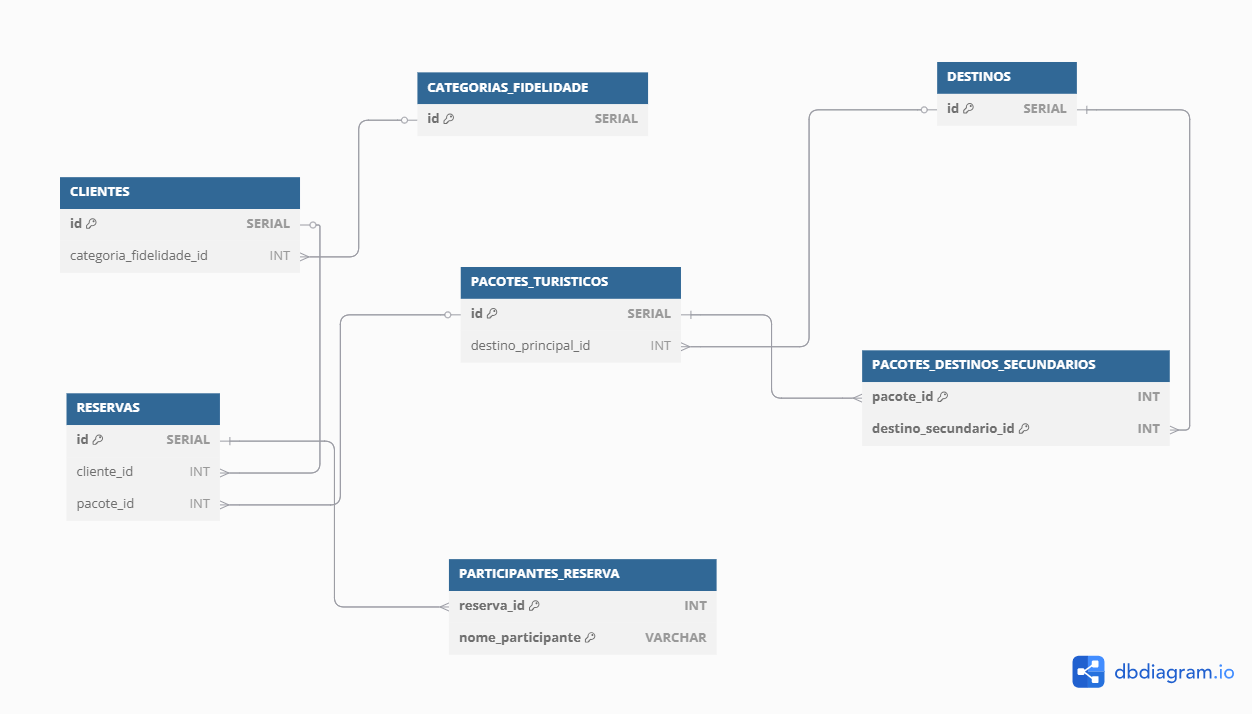 CATEGORIAS_FIDELIDADE
id SERIAL
DESTINOS
id SERIAL
CLIENTES
id SERIAL
categoria_fidelidade_id INT
PACOTES_TURISTICOS
id SERIAL
destino_principal_id INT
PACOTES_DESTINOS_SECUNDARIOS
pacote_id INT
destino_secundario_id INT
RESERVAS
id SERIAL
cliente_id INT
pacote_id INT
PARTICIPANTES_RESERVA
reserva_id INT
nome_participante VARCHAR
dbdiagram.io